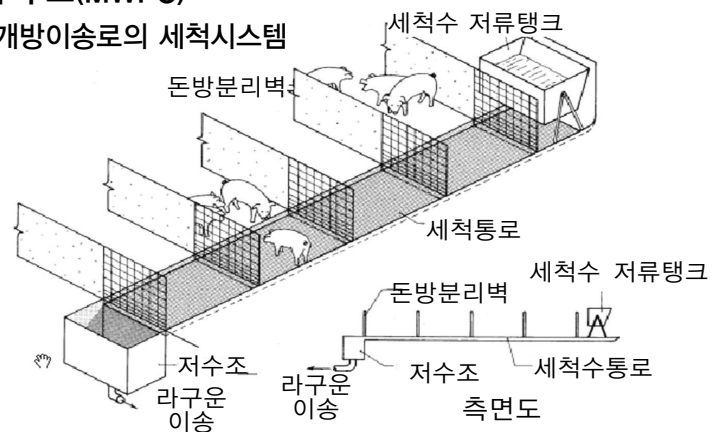 (MWPS)
개방이송로의 세척시스템
세척수 저류탱크
돈방분리벽
세척통로
세척수 저류탱크
돈방분리벽
저수조
라구운
이송
라구운
이송
저수조
세척수통로
측면도